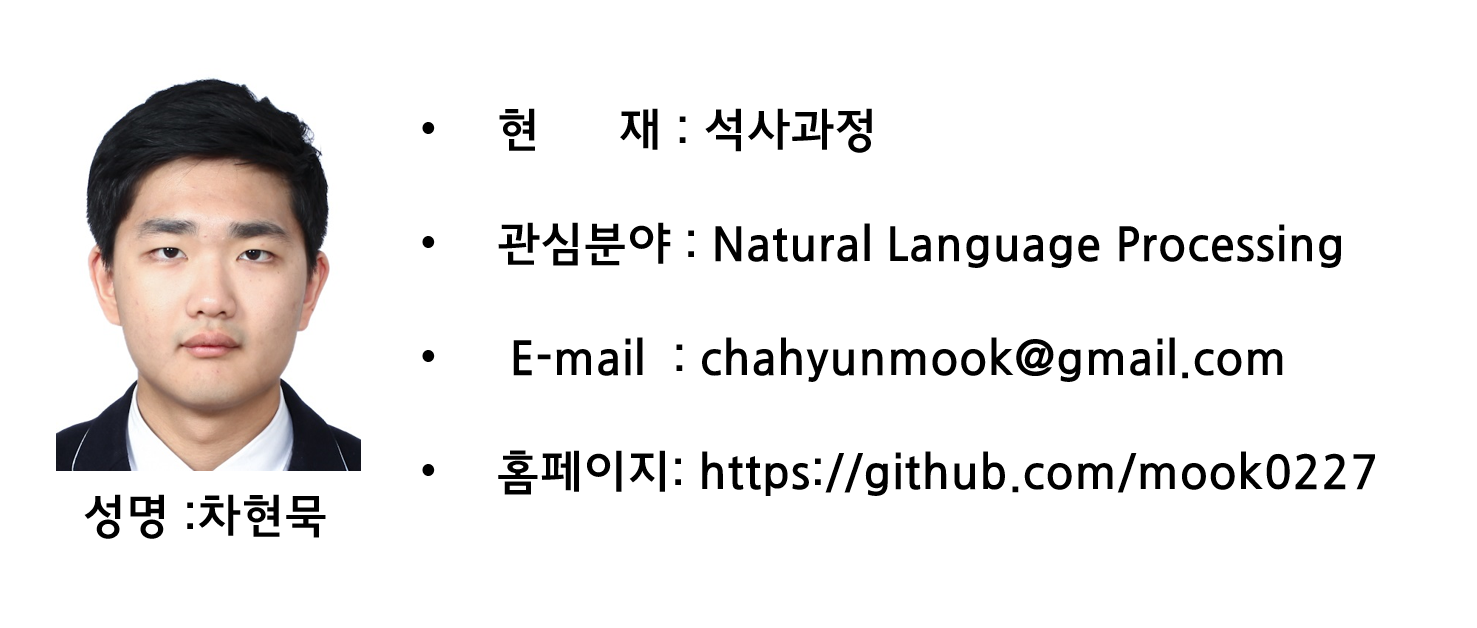 • 현 재 : 석사과정
• 관심분야 : Natural Language Processing
• E-mail : chahyunmook@gmail.com
• 홈페이지: https://github.com/mook0227
성명 :차현묵